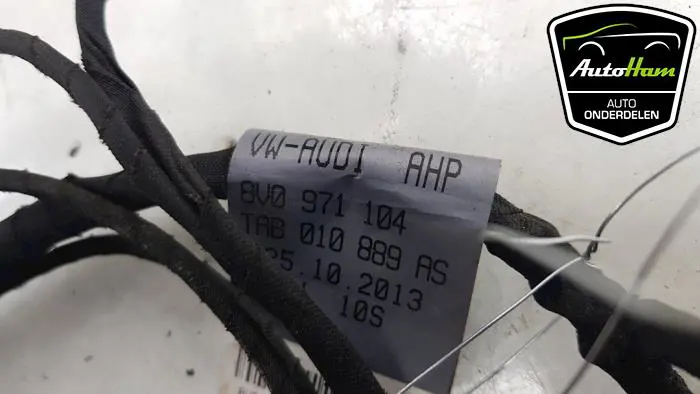 AutoHam
AUTO
ONDERDELEN
VW-AUDI AHP
8V0 971 104
TAB 010 889 AS
25.10.2013
10S